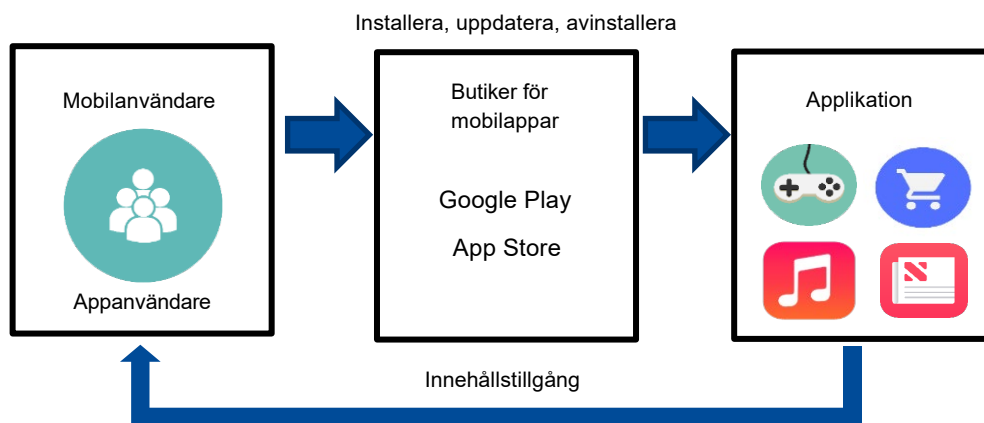 Installera, uppdatera, avinstallera
Mobilanvändare
Appanvändare
Butiker för
mobilappar
Google Play
App Store
Applikation
Innehållstillgång